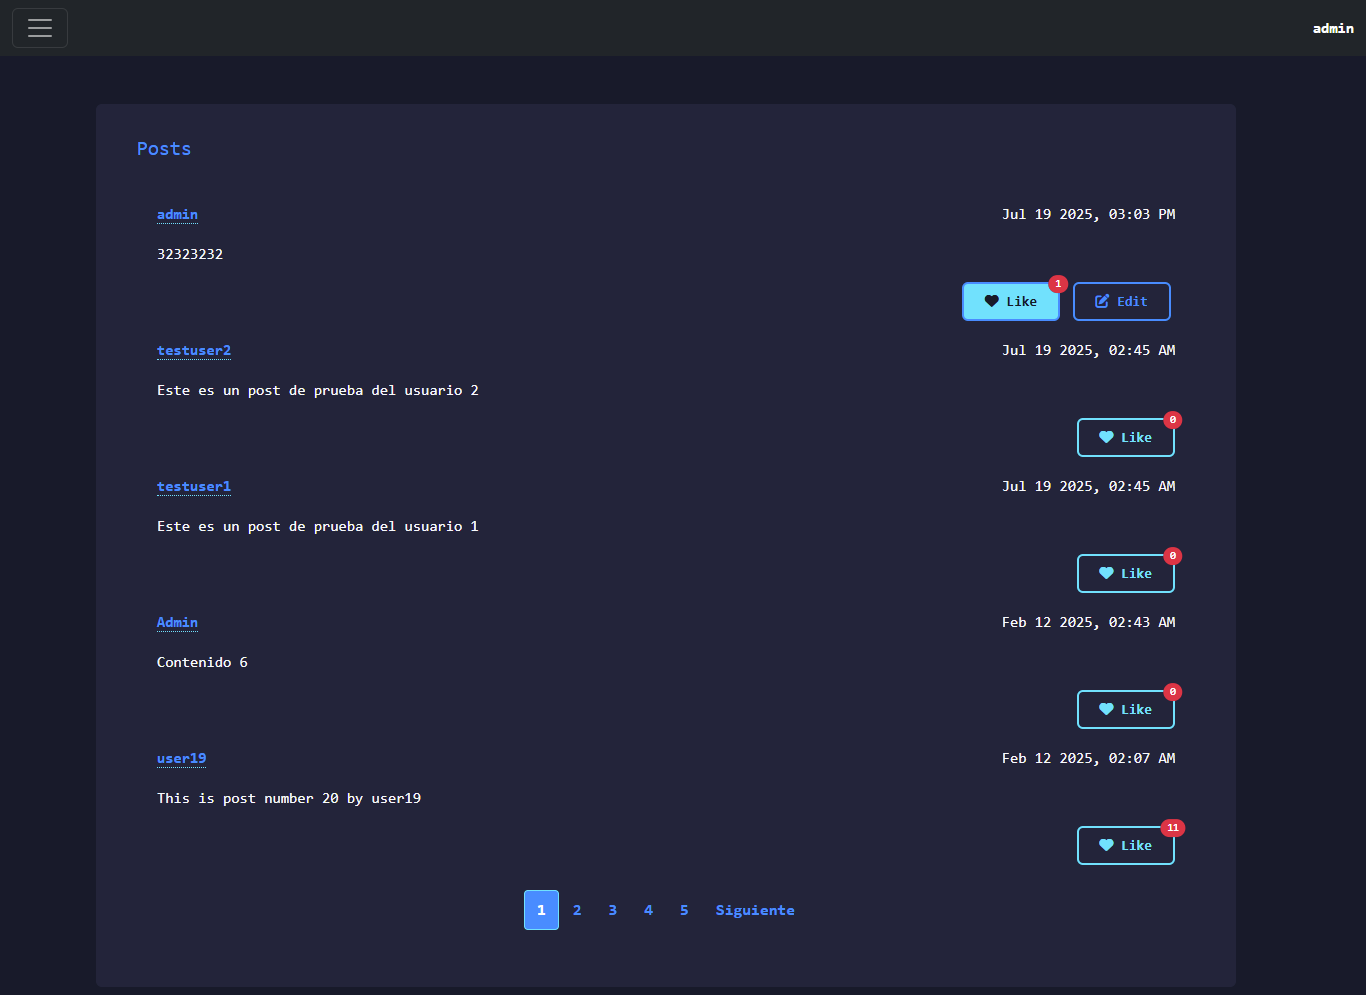 admin
Posts
admin Jul 19 2025, 03:03 PM
32323232
1
Like Edit
testuser2 Jul 19 2025, 02:45 AM
Este es un post de prueba del usuario 2
0
Like
testuser1 Jul 19 2025, 02:45 AM
Este es un post de prueba del usuario 1
0
Like
Admin Feb 12 2025, 02:43 AM
Contenido 6
0
Like
user19 Feb 12 2025, 02:07 AM
This is post number 20 by user19
11
Like
1 2 3 4 5 Siguiente